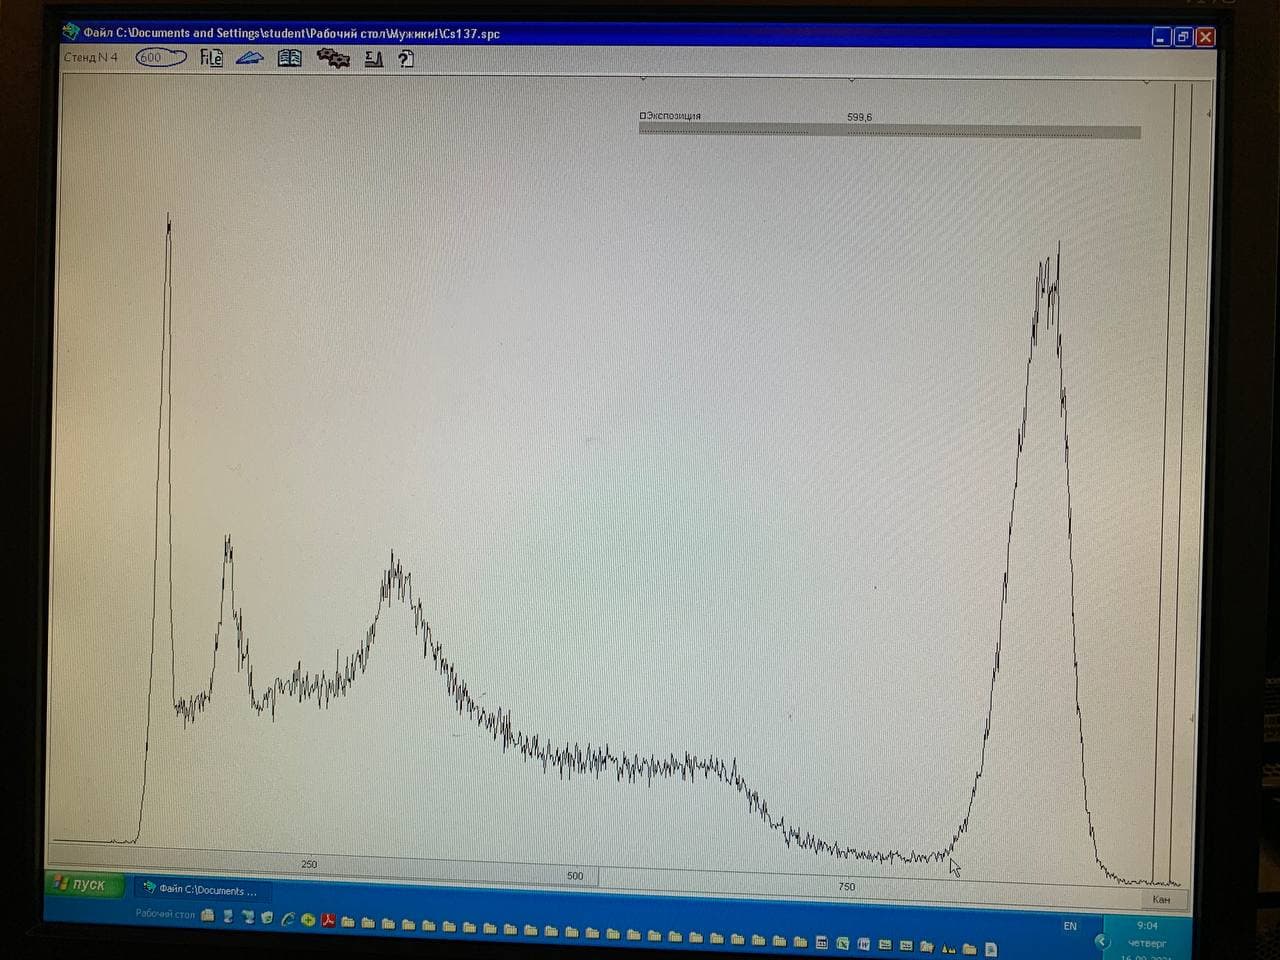 Файл C:\Documents and Settings\student\Рабочий стол\Мужики!\Cs137.spc
Стенд N 4 600 File Σ ?
Экспозиция 599,6
250 500 750
Кан
пуск Файл C:\Documents ... EN 9:04
Рабочий стол четверг